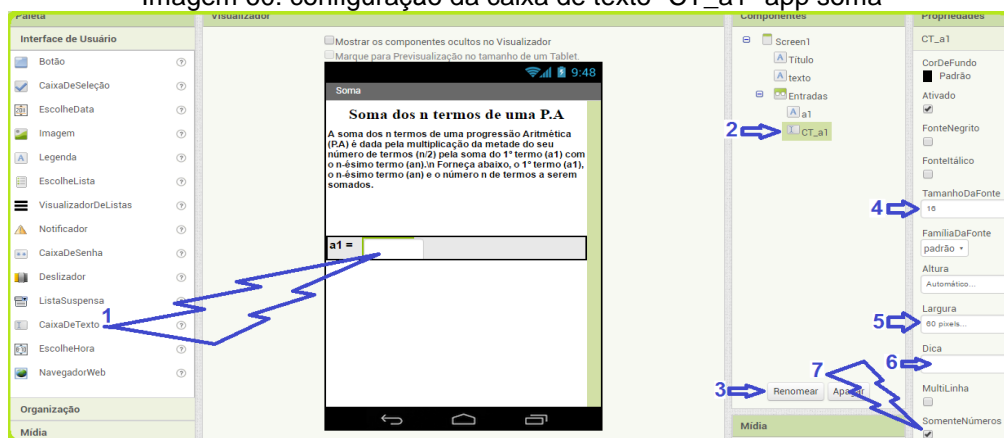 Imagem 60: configuração da caixa de texto "CT_a1" app soma
Paleta
Interface de Usuário
Botão
CaixaDeSeleção
EscolheData
Imagem
Legenda
EscolheLista
VisualizadorDeListas
Notificador
CaixaDeSenha
Deslizador
ListaSuspensa
CaixaDeTexto
EscolheHora
NavegadorWeb
Organização
Mídia
1
Visualizador
Mostrar os componentes ocultos no Visualizador
Marque para Previsualização no tamanho de um Tablet.
9:48
Soma
Soma dos n termos de uma P.A
A soma dos n termos de uma progressão Aritmética
(P.A) é dada pela multiplicação da metade do seu
número de termos (n/2) pela soma do 1º termo (a1) com
o n-ésimo termo (an).\n Forneça abaixo, o 1º termo (a1),
o n-ésimo termo (an) e o número n de termos a serem
somados.
a1 =
Componentes
Screen1
Título
texto
Entradas
a1
2
CT_a1
3
Renomear
Apagar
7
Mídia
Propriedades
CT_a1
CorDeFundo
Padrão
Ativado
FonteNegrito
FonteItálico
TamanhoDaFonte
4
16
FamíliaDaFonte
padrão
Altura
Automático...
Largura
5
60 pixels...
Dica
6
MultiLinha
SomenteNúmeros